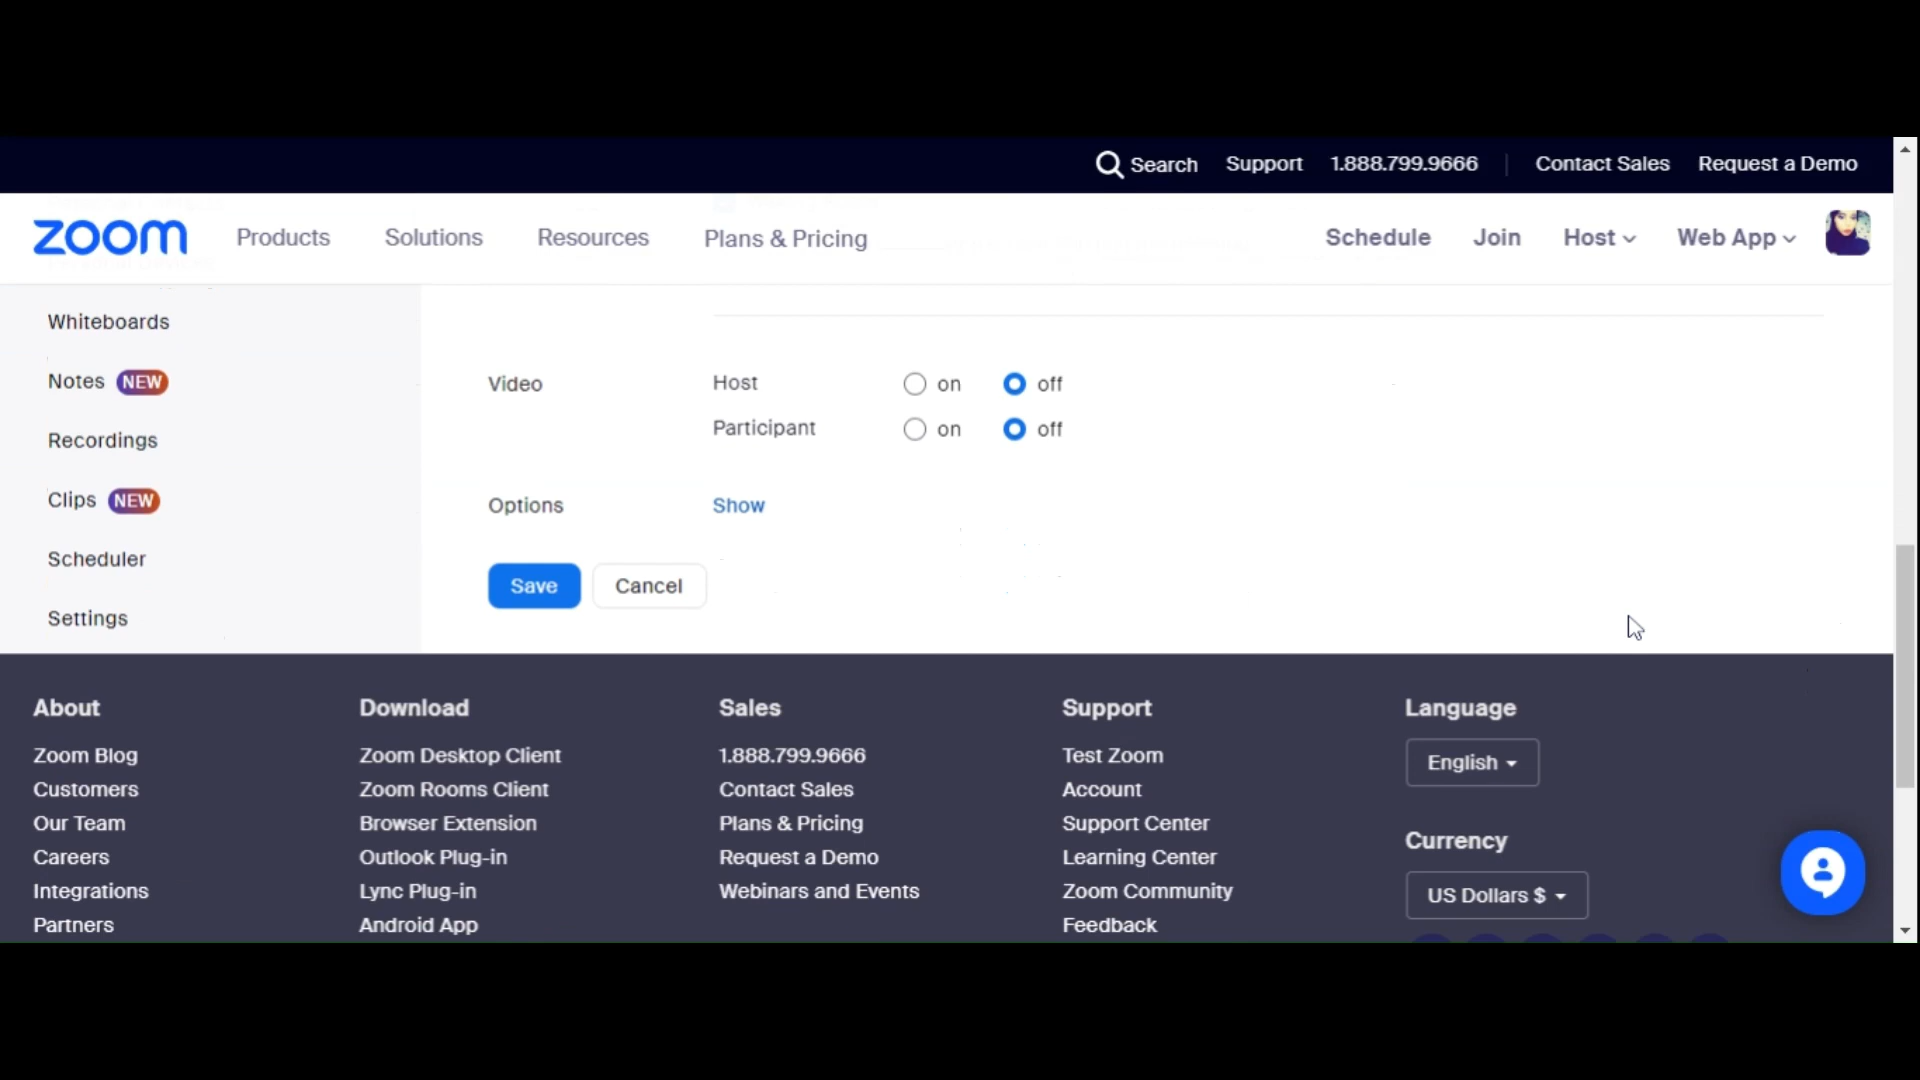 Search Support 1.888.799.9666 Contact Sales Request a Demo
zoom Products Solutions Resources Plans & Pricing Schedule Join Host Web App
Whiteboards
Notes NEW
Recordings
Clips NEW
Scheduler
Settings
Video Host on off
Participant on off
Options Show
Save Cancel
About
Zoom Blog
Customers
Our Team
Careers
Integrations
Partners
Download
Zoom Desktop Client
Zoom Rooms Client
Browser Extension
Outlook Plug-in
Lync Plug-in
Android App
Sales
1.888.799.9666
Contact Sales
Plans & Pricing
Request a Demo
Webinars and Events
Support
Test Zoom
Account
Support Center
Learning Center
Zoom Community
Feedback
Language
English
Currency
US Dollars $